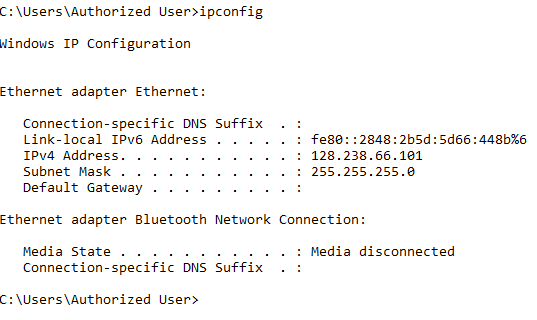 C:\Users\Authorized User>ipconfig
Windows IP Configuration
Ethernet adapter Ethernet:
   Connection-specific DNS Suffix  . :
   Link-local IPv6 Address . . . . . : fe80::2848:2b5d:5d66:448b%6
   IPv4 Address. . . . . . . . . . . : 128.238.66.101
   Subnet Mask . . . . . . . . . . . : 255.255.255.0
   Default Gateway . . . . . . . . . :
Ethernet adapter Bluetooth Network Connection:
   Media State . . . . . . . . . . . : Media disconnected
   Connection-specific DNS Suffix  . :
C:\Users\Authorized User>